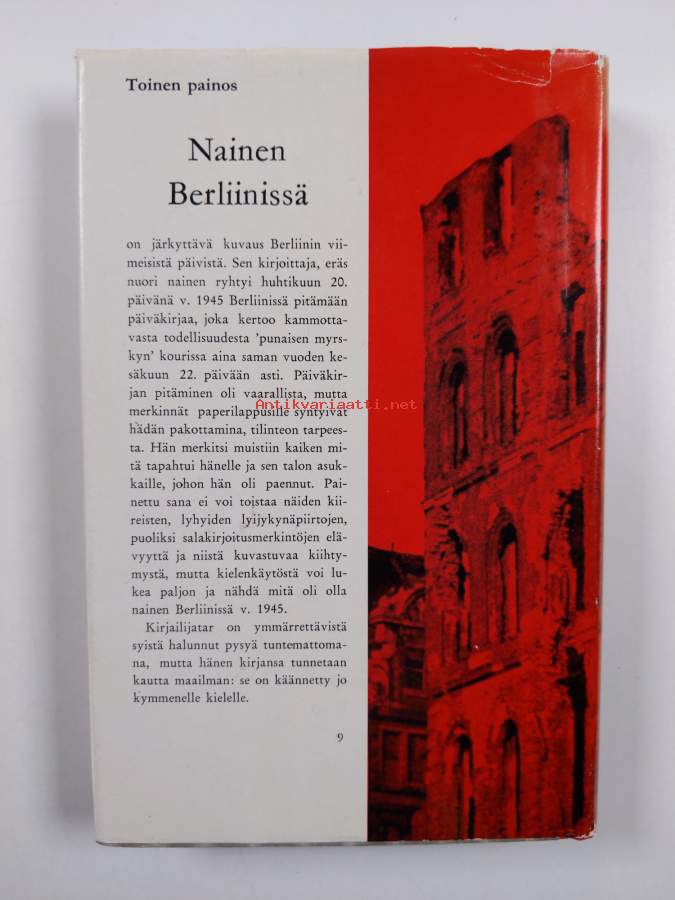 Toinen painos
Nainen
Berliinissä
on järkyttävä kuvaus Berliinin vii-
meisistä päivistä. Sen kirjoittaja, eräs
nuori nainen ryhtyi huhtikuun 20.
päivänä v. 1945 Berliinissä pitämään
päiväkirjaa, joka kertoo kammotta-
vasta todellisuudesta ’punaisen myrs-
kyn’ kourissa aina saman vuoden ke-
säkuun 22. päivään asti. Päiväkir-
jan pitäminen oli vaarallista, mutta
merkinnät paperilappusille syntyivät
hädän pakottamina, tilinteon tarpees-
ta. Hän merkitsi muistiin kaiken mi-
tä tapahtui hänelle ja sen talon asuk-
kaille, johon hän oli paennut. Pai-
nettu sana ei voi toistaa näiden kii-
reisten, lyhyiden lyijykynäpiirtojen,
puoliksi salakirjoitusmerkintöjen elä-
vyyttä ja niistä kuvastuvaa kiihty-
mystä, mutta kielenkäytöstä voi lu-
kea paljon ja nähdä mitä oli olla
nainen Berliinissä v. 1945.
Kirjailijatar on ymmärrettävistä
syistä halunnut pysyä tuntemattoma-
na, mutta hänen kirjansa tunnetaan
kautta maailman: se on käännetty jo
kymmenelle kielelle.
9
Antikvariaatti.net